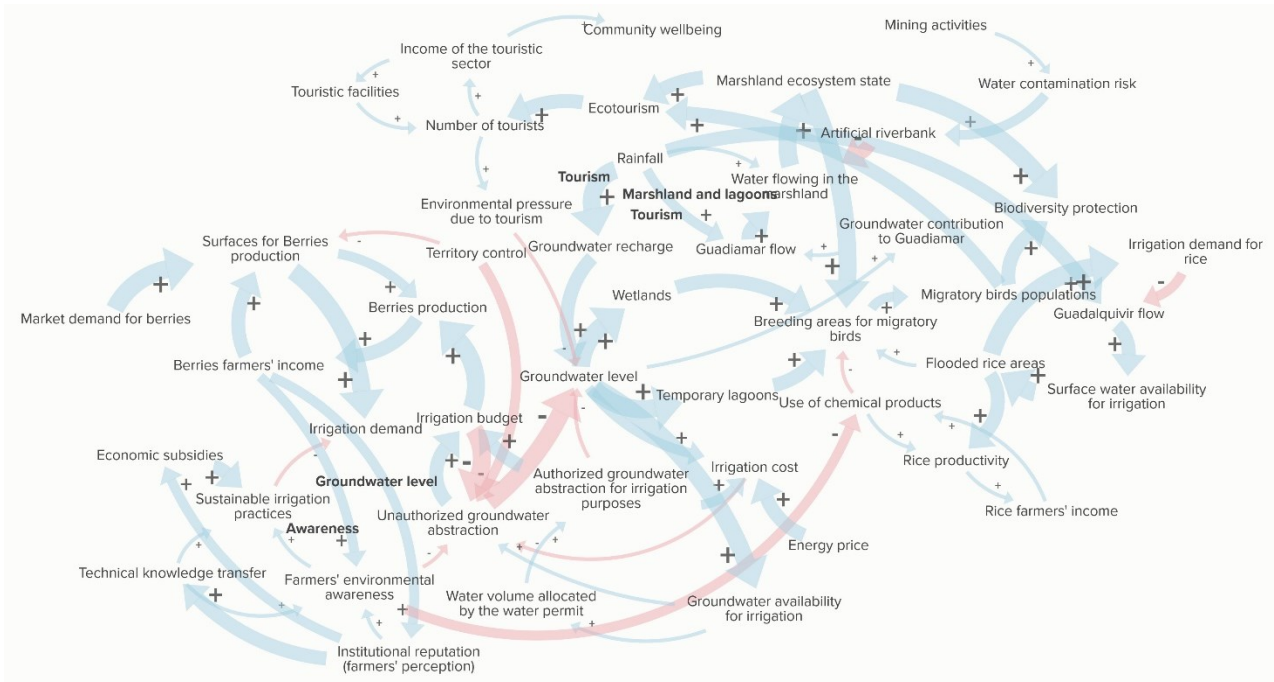 Community wellbeing
Mining activities
Income of the touristic
sector
Touristic facilities
Marshland ecosystem state
Water contamination risk
Ecotourism
Number of tourists
Artificial riverbank
Rainfall
Tourism
Water flowing in the
marshland
Marshland and lagoons
Tourism
Biodiversity protection
Environmental pressure
due to tourism
Groundwater contribution
to Guadiamar
Surfaces for Berries
production
Territory control
Groundwater recharge
Guadiamar flow
Irrigation demand for
rice
Wetlands
Migratory birds populations
Market demand for berries
Berries production
Breeding areas for migratory
birds
Guadalquivir flow
Berries farmers' income
Groundwater level
Flooded rice areas
Temporary lagoons
Use of chemical products
Surface water availability
for irrigation
Irrigation demand
Irrigation budget
Economic subsidies
Rice productivity
Groundwater level
Authorized groundwater
abstraction for irrigation
purposes
Irrigation cost
Sustainable irrigation
practices
Rice farmers' income
Awareness
Unauthorized groundwater
abstraction
Energy price
Technical knowledge transfer
Farmers' environmental
awareness
Water volume allocated
by the water permit
Groundwater availability
for irrigation
Institutional reputation
(farmers' perception)